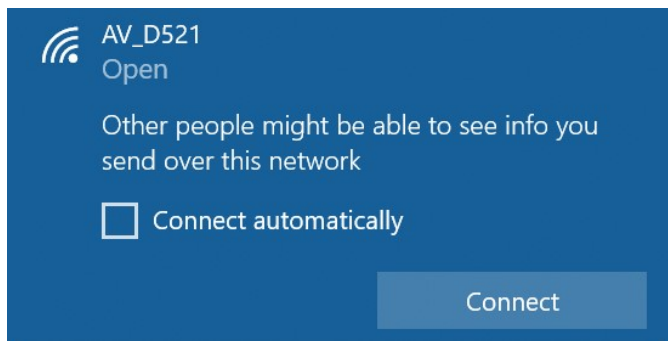 AV_D521
Open
Other people might be able to see info you
send over this network
Connect automatically
Connect